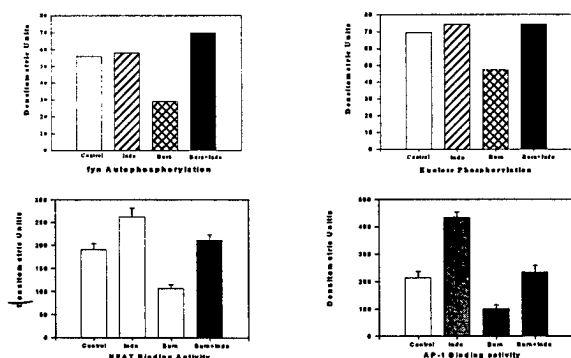 Densitometric Units
80
70
60
50
40
30
20
10
0
Control Indo Burn Burn+Indo
fyn Autophosphorylation
Densitometric Units
80
70
60
50
40
30
20
10
0
Control Indo Burn Burn+Indo
Enolase Phosphorylation
Densitometric Units
300
250
200
150
100
50
0
Control Indo Burn Burn+Indo
NFAT Binding Activity
Densitometric Units
500
400
300
200
100
0
Control Indo Burn Burn+Indo
AP-1 Binding activity